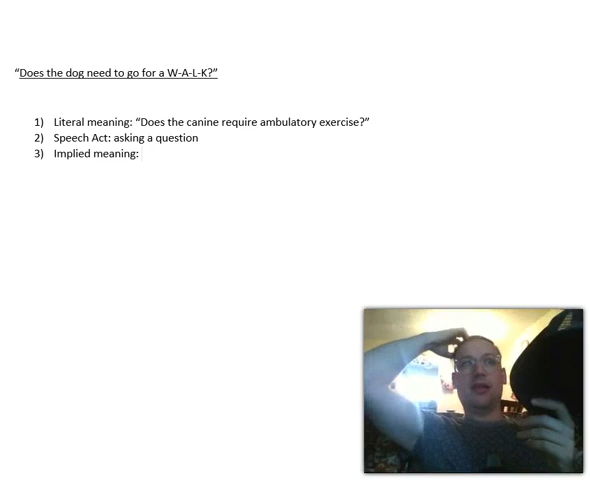 “Does the dog need to go for a W-A-L-K?”
1) Literal meaning: “Does the canine require ambulatory exercise?”
2) Speech Act: asking a question
3) Implied meaning: